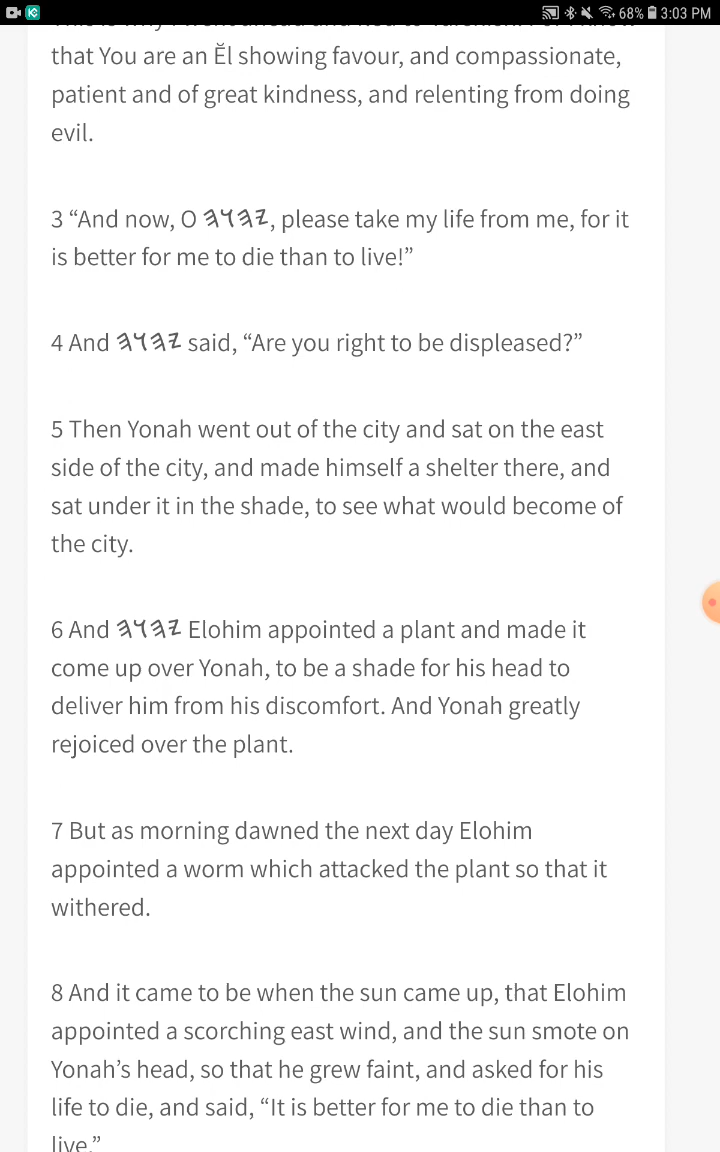 68% 3:03 PM
that You are an Ĕl showing favour, and compassionate,
patient and of great kindness, and relenting from doing
evil.
3 “And now, O 𐤉𐤄𐤅𐤄, please take my life from me, for it
is better for me to die than to live!”
4 And 𐤉𐤄𐤅𐤄 said, “Are you right to be displeased?”
5 Then Yonah went out of the city and sat on the east
side of the city, and made himself a shelter there, and
sat under it in the shade, to see what would become of
the city.
6 And 𐤉𐤄𐤅𐤄 Elohim appointed a plant and made it
come up over Yonah, to be a shade for his head to
deliver him from his discomfort. And Yonah greatly
rejoiced over the plant.
7 But as morning dawned the next day Elohim
appointed a worm which attacked the plant so that it
withered.
8 And it came to be when the sun came up, that Elohim
appointed a scorching east wind, and the sun smote on
Yonah’s head, so that he grew faint, and asked for his
life to die, and said, “It is better for me to die than to
live.”